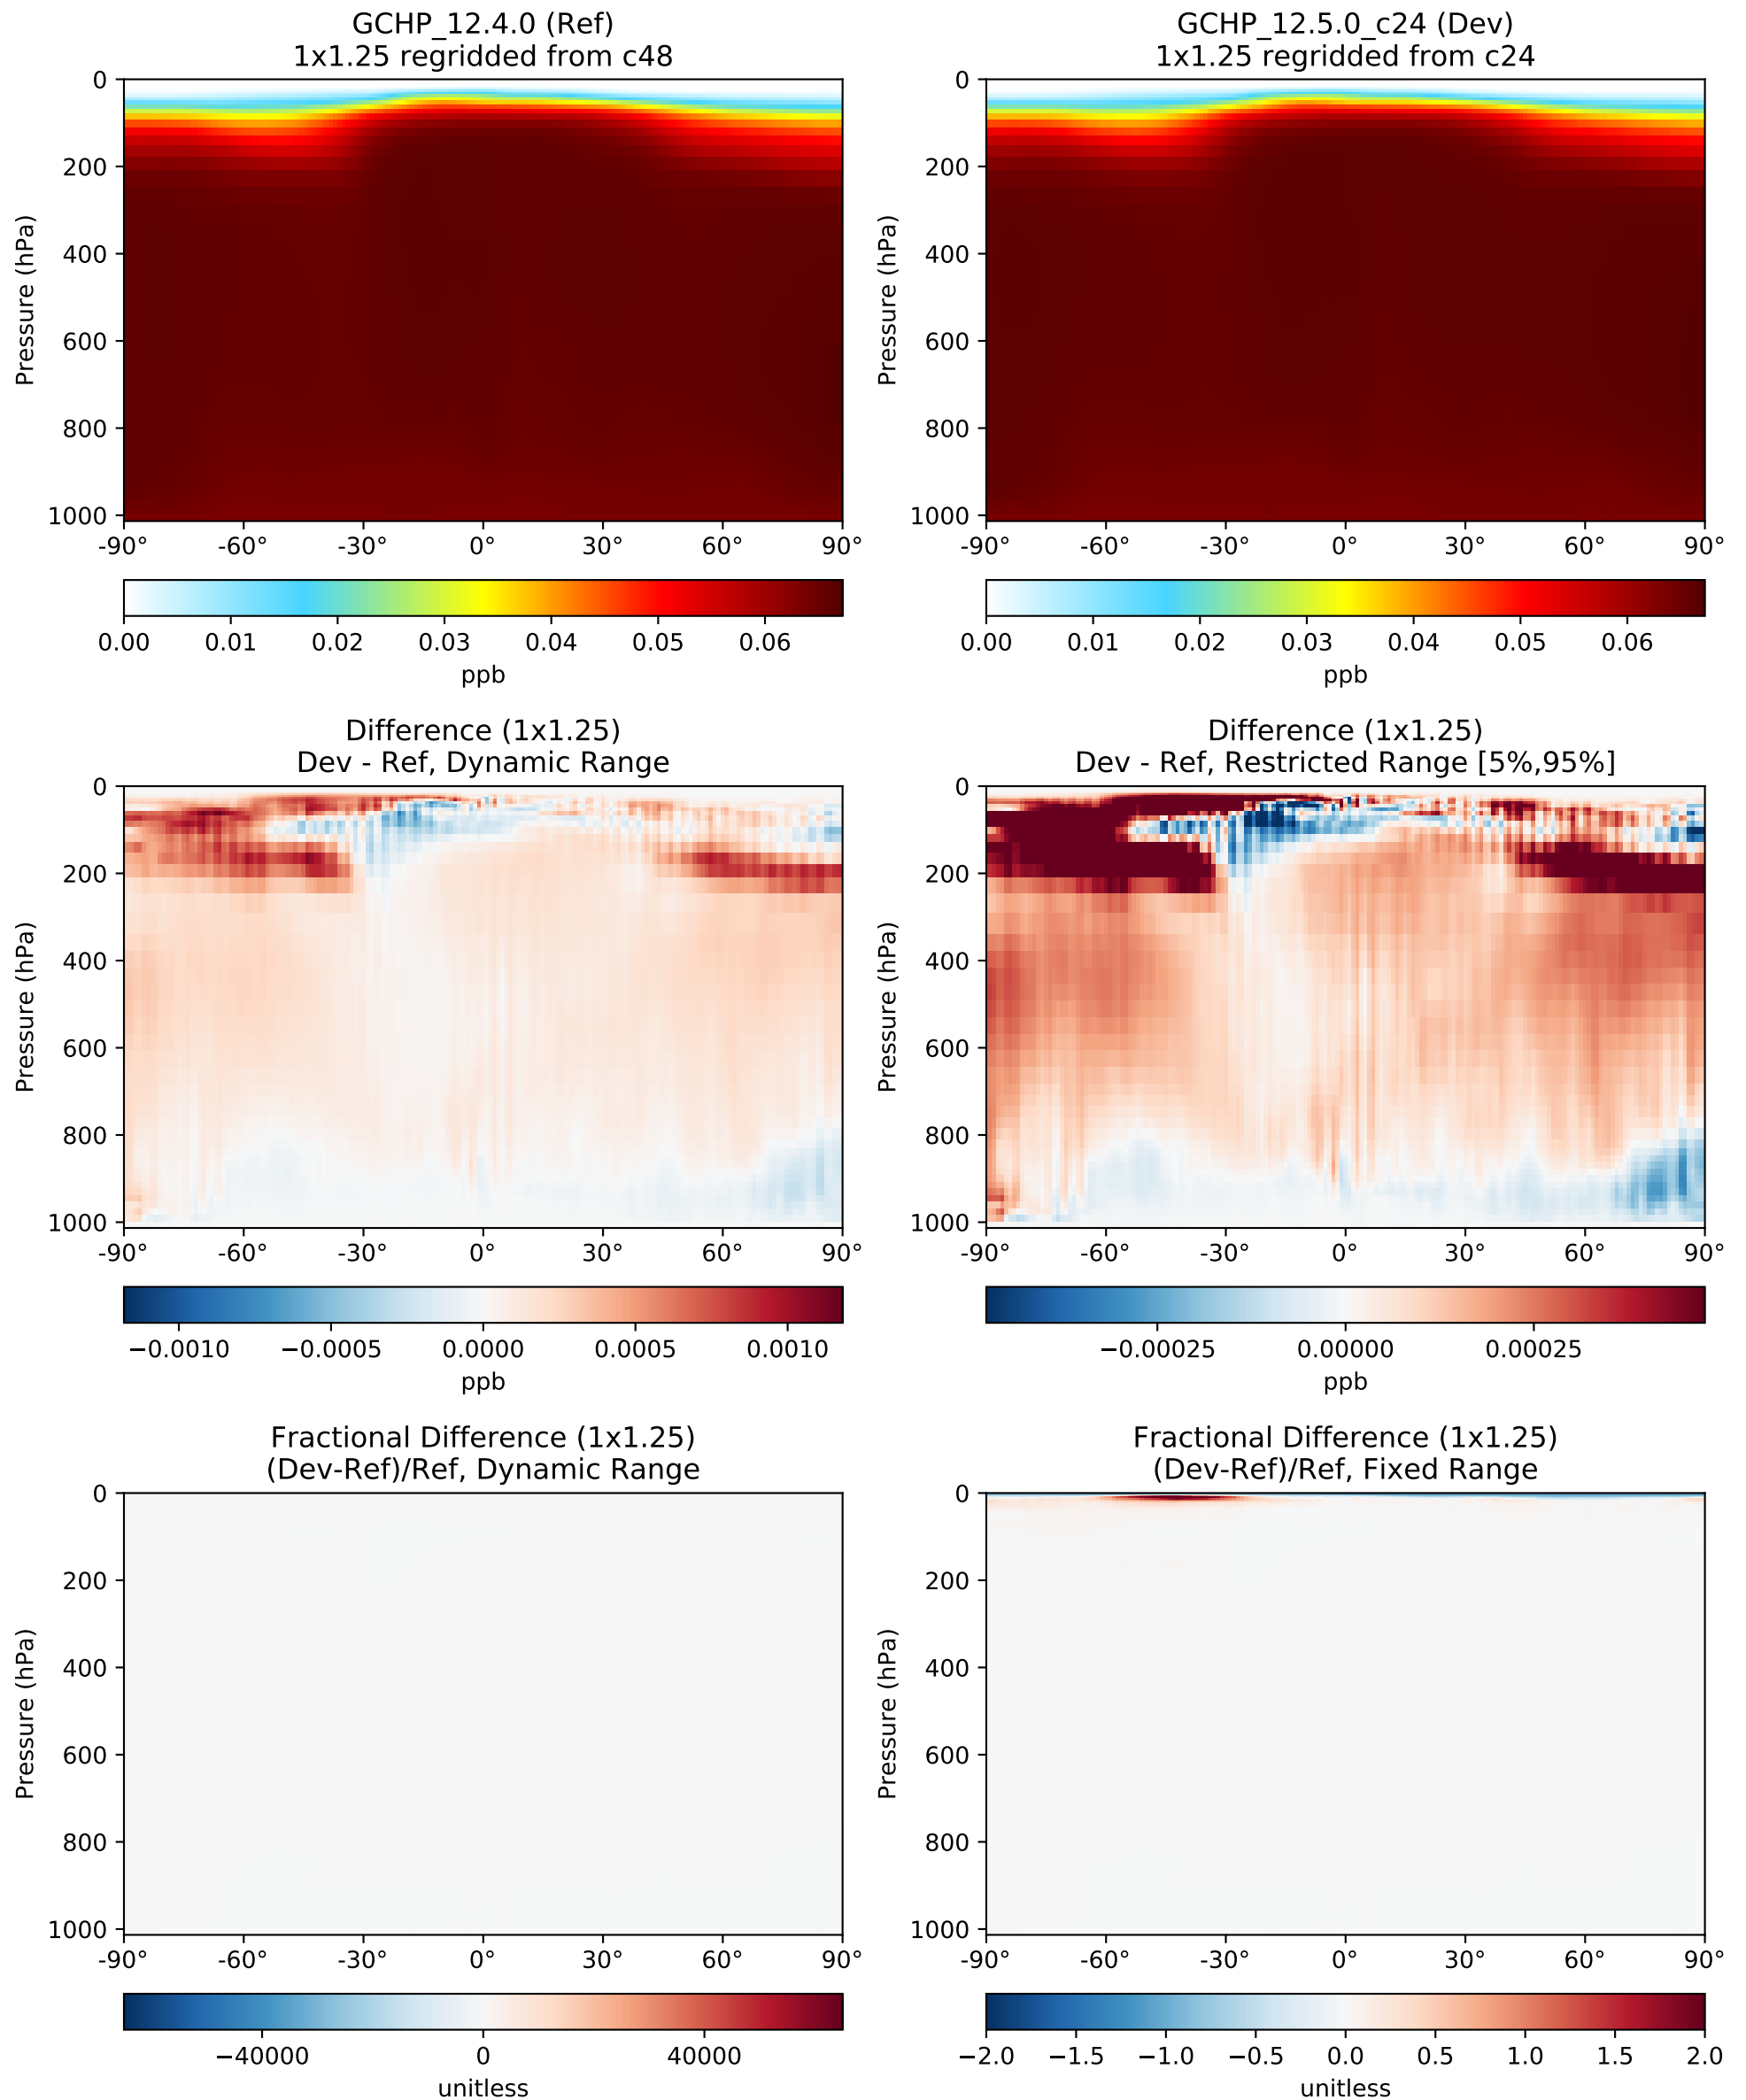 GCHP_12.4.0 (Ref)
1x1.25 regridded from c48
GCHP_12.5.0_c24 (Dev)
1x1.25 regridded from c24
Pressure (hPa)
0
200
400
600
800
1000
-90° -60° -30° 0° 30° 60° 90°
0.00 0.01 0.02 0.03 0.04 0.05 0.06
ppb
Pressure (hPa)
0
200
400
600
800
1000
-90° -60° -30° 0° 30° 60° 90°
0.00 0.01 0.02 0.03 0.04 0.05 0.06
ppb
Difference (1x1.25)
Dev - Ref, Dynamic Range
Pressure (hPa)
0
200
400
600
800
1000
-90° -60° -30° 0° 30° 60° 90°
−0.0010 −0.0005 0.0000 0.0005 0.0010
ppb
Difference (1x1.25)
Dev - Ref, Restricted Range [5%,95%]
Pressure (hPa)
0
200
400
600
800
1000
-90° -60° -30° 0° 30° 60° 90°
−0.00025 0.00000 0.00025
ppb
Fractional Difference (1x1.25)
(Dev-Ref)/Ref, Dynamic Range
Pressure (hPa)
0
200
400
600
800
1000
-90° -60° -30° 0° 30° 60° 90°
−40000 0 40000
unitless
Fractional Difference (1x1.25)
(Dev-Ref)/Ref, Fixed Range
Pressure (hPa)
0
200
400
600
800
1000
-90° -60° -30° 0° 30° 60° 90°
−2.0 −1.5 −1.0 −0.5 0.0 0.5 1.0 1.5 2.0
unitless